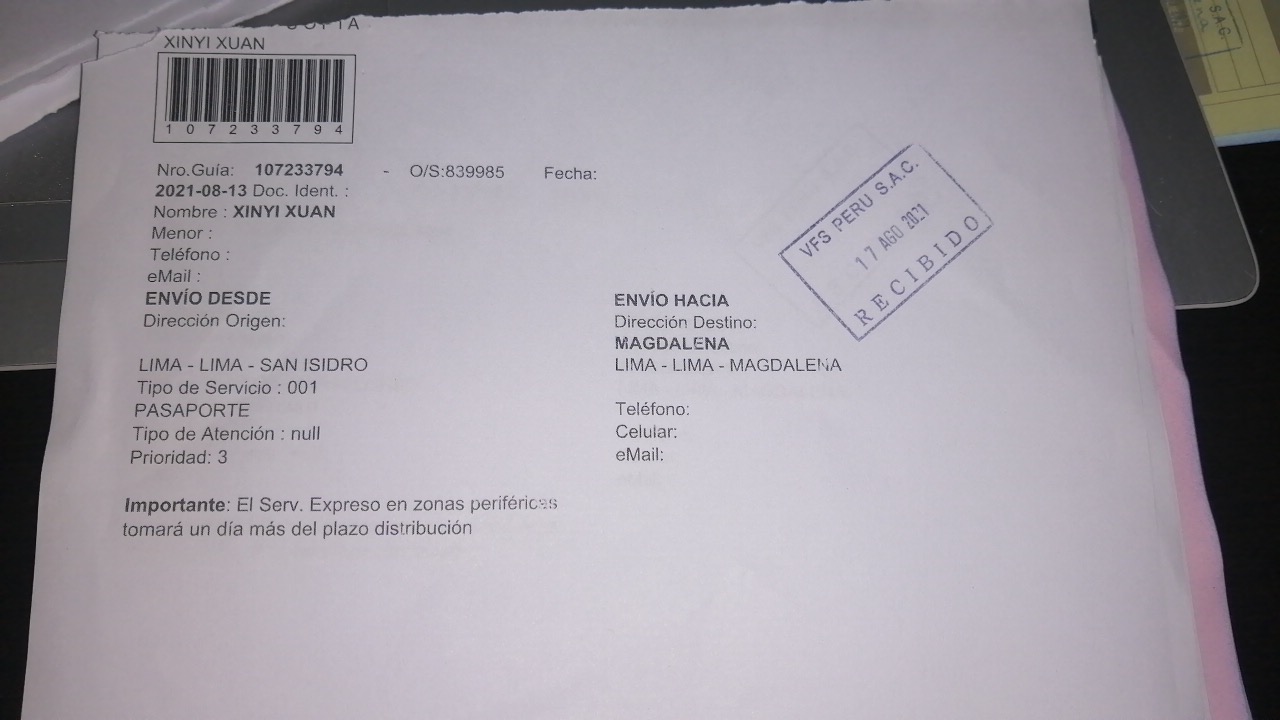 XINYI XUAN
107233794
Nro.Guía: 107233794 - O/S:839985 Fecha:
2021-08-13 Doc. Ident. :
Nombre : XINYI XUAN
Menor :
Teléfono :
eMail :
ENVÍO DESDE
Dirección Origen:
LIMA - LIMA - SAN ISIDRO
Tipo de Servicio : 001
PASAPORTE
Tipo de Atención : null
Prioridad: 3
Importante: El Serv. Expreso en zonas periféricas
tomará un día más del plazo distribución
ENVÍO HACIA
Dirección Destino:
MAGDALENA
LIMA - LIMA - MAGDALENA
Teléfono:
Celular:
eMail:
VFS PERU S.A.C.
17 AGO 2021
RECIBIDO
S.A.C.